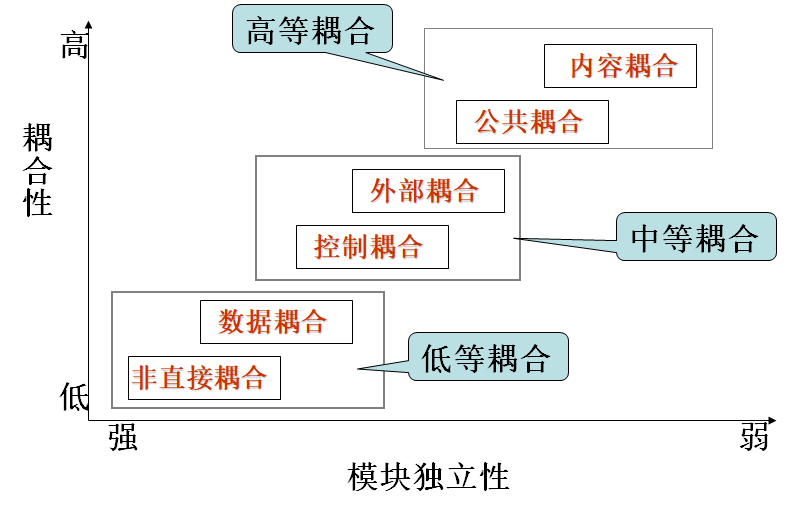 高
高等耦合
内容耦合
公共耦合
耦合性
外部耦合
控制耦合
中等耦合
数据耦合
非直接耦合
低等耦合
低
强
弱
模块独立性